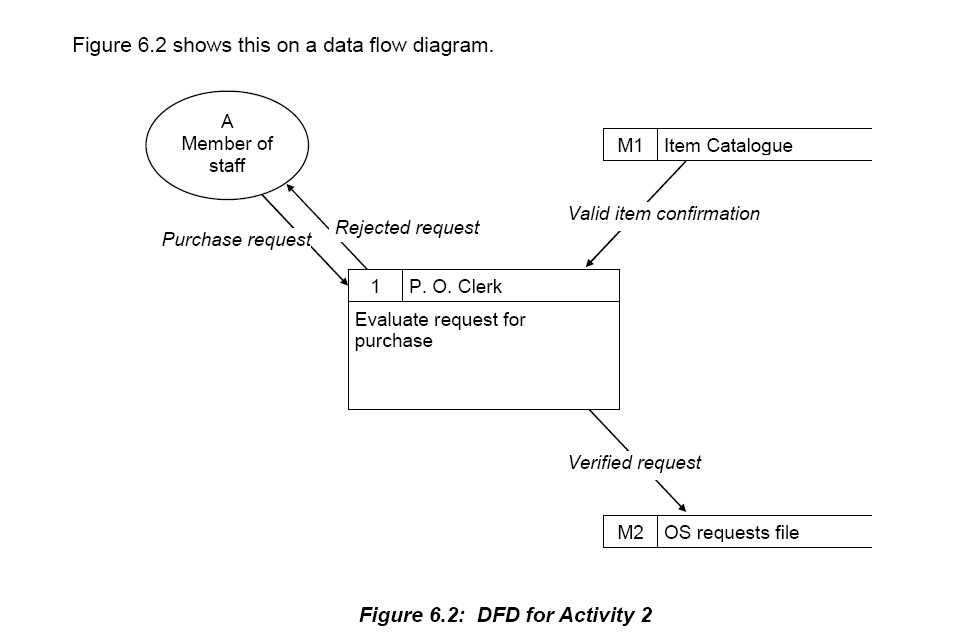 Figure 6.2 shows this on a data flow diagram.
A
Member of
staff
M1 Item Catalogue
Valid item confirmation
Rejected request
Purchase request
1 P. O. Clerk
Evaluate request for
purchase
Verified request
M2 OS requests file
Figure 6.2: DFD for Activity 2